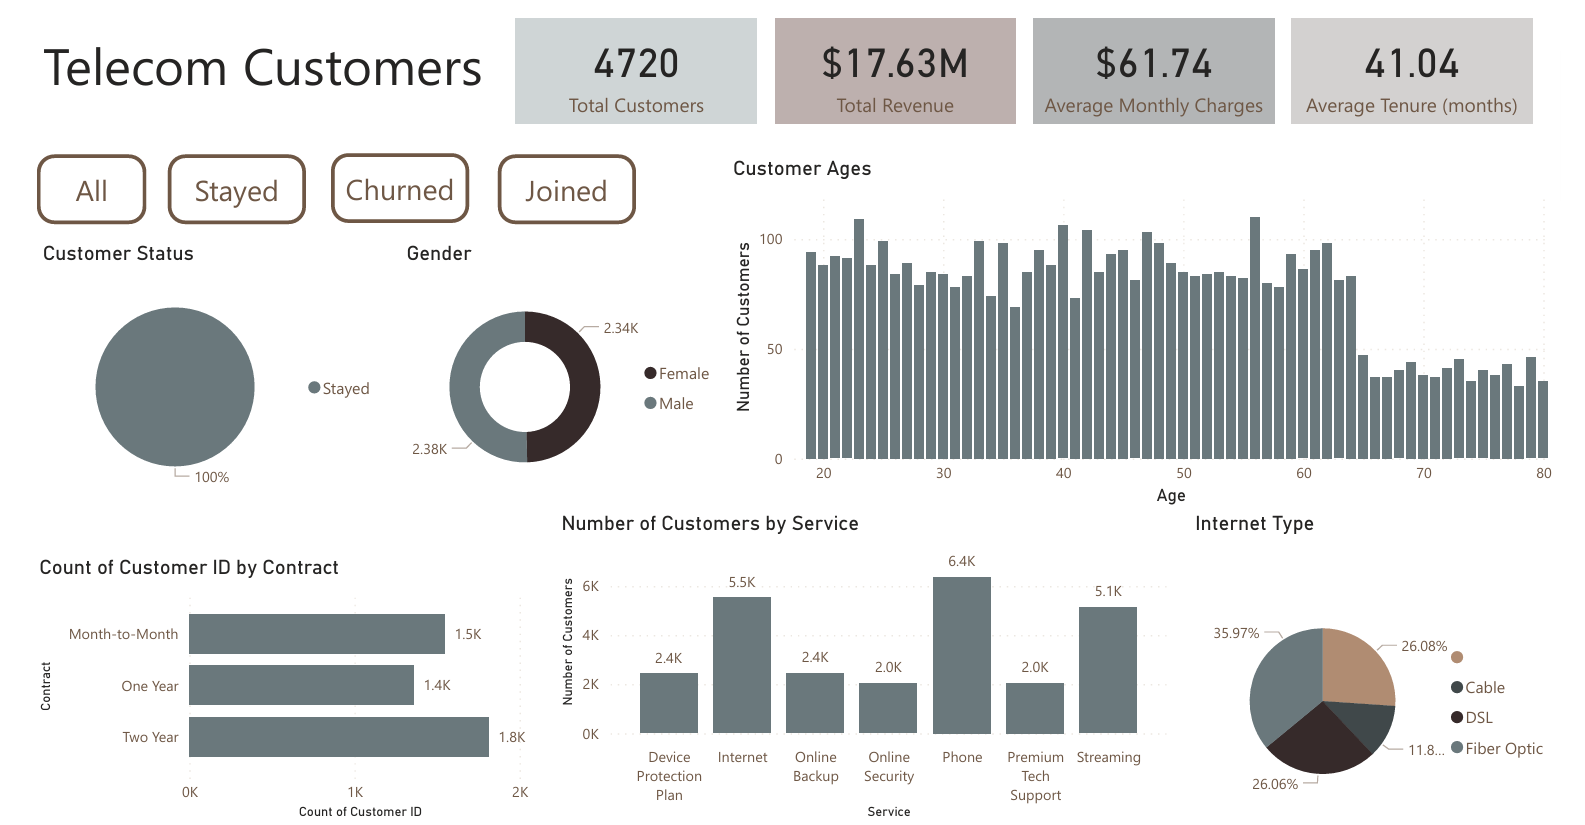 Telecom Customers
4720
Total Customers
$17.63M
Total Revenue
$61.74
Average Monthly Charges
41.04
Average Tenure (months)
All
Stayed
Churned
Joined
Customer Status
Stayed
100%
Gender
2.34K
2.38K
Female
Male
Customer Ages
Number of Customers
100
50
0
20
30
40
50
60
70
80
Age
Count of Customer ID by Contract
Contract
Month-to-Month
1.5K
One Year
1.4K
Two Year
1.8K
0K
1K
2K
Count of Customer ID
Number of Customers by Service
Number of Customers
6K
4K
2K
0K
2.4K
5.5K
2.4K
2.0K
6.4K
2.0K
5.1K
Device
Protection
Plan
Internet
Online
Backup
Online
Security
Phone
Premium
Tech
Support
Streaming
Service
Internet Type
35.97%
26.08%
11.8...
26.06%
Cable
DSL
Fiber Optic